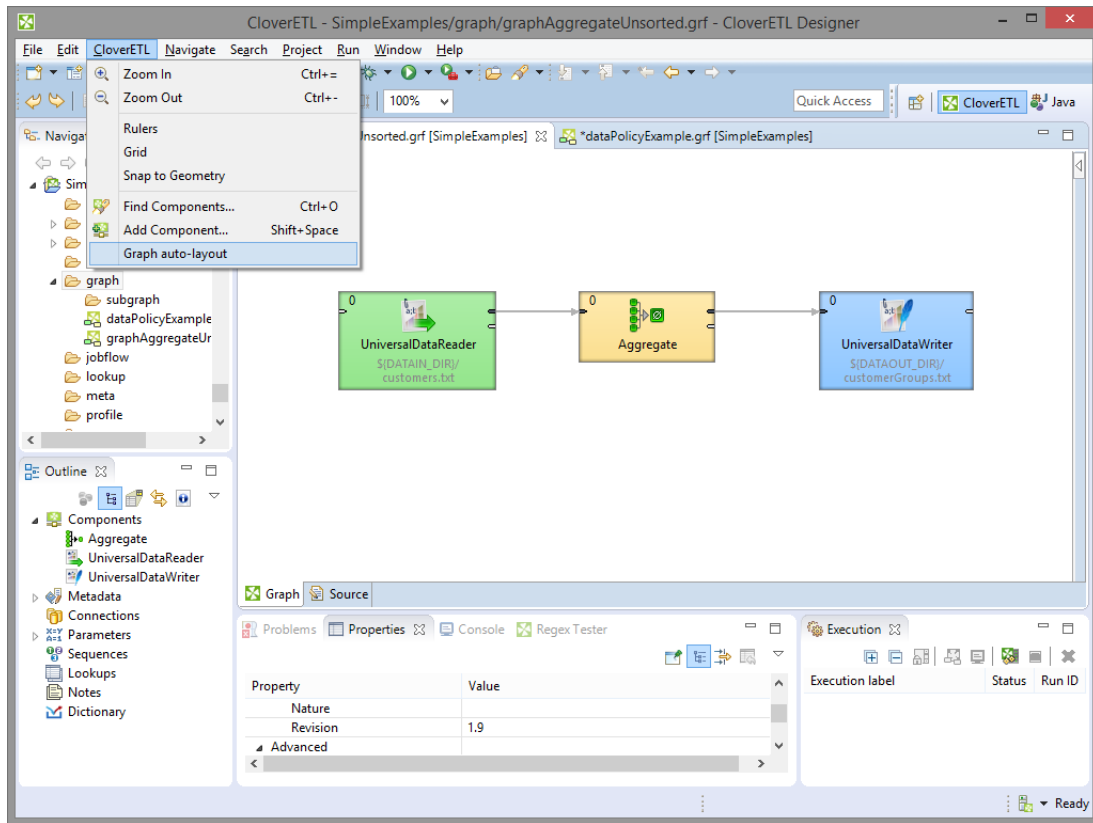 CloverETL - SimpleExamples/graph/graphAggregateUnsorted.grf - CloverETL Designer
File Edit CloverETL Navigate Search Project Run Window Help
100% Quick Access CloverETL Java
Zoom In Ctrl+=
Zoom Out Ctrl+-
Rulers
Grid
Snap to Geometry
Find Components... Ctrl+O
Add Component... Shift+Space
Graph auto-layout
Naviga
Unsorted.grf [SimpleExamples] *dataPolicyExample.grf [SimpleExamples]
Sim
graph
subgraph
dataPolicyExample
graphAggregateUr
jobflow
lookup
meta
profile
0
UniversalDataReader
${DATAIN_DIR}/
customers.txt
0
Aggregate
0
UniversalDataWriter
${DATAOUT_DIR}/
customerGroups.txt
Outline
Components
Aggregate
UniversalDataReader
UniversalDataWriter
Metadata
Connections
Parameters
Sequences
Lookups
Notes
Dictionary
Graph Source
Problems Properties Console Regex Tester
Property Value
Nature
Revision 1.9
Advanced
Execution
Execution label Status Run ID
Ready